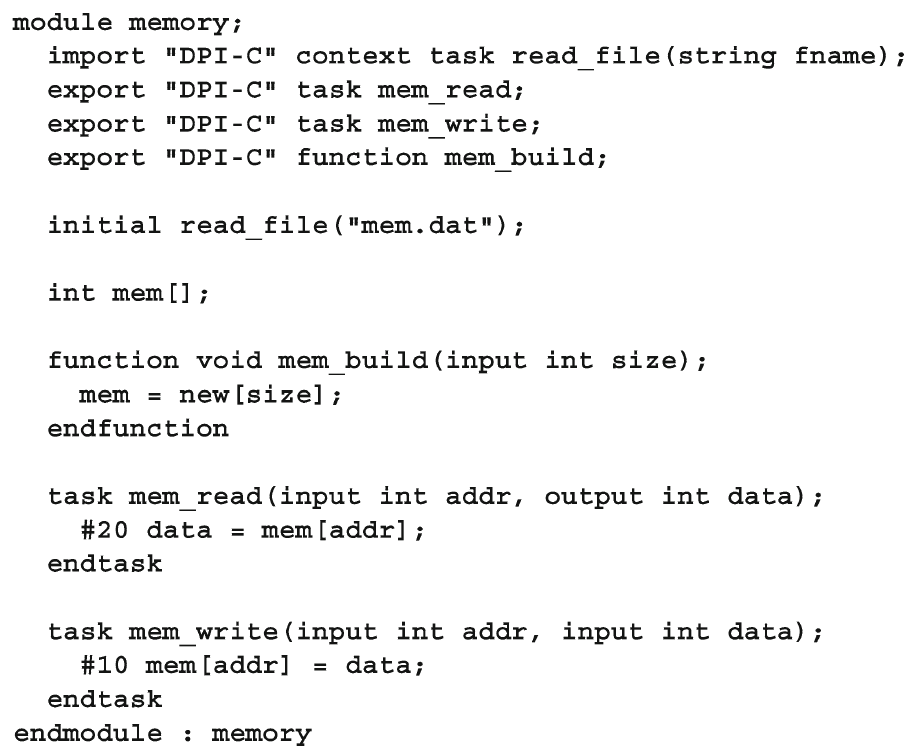 module memory;
  import "DPI-C" context task read_file(string fname);
  export "DPI-C" task mem_read;
  export "DPI-C" task mem_write;
  export "DPI-C" function mem_build;

  initial read_file("mem.dat");

  int mem[];

  function void mem_build(input int size);
    mem = new[size];
  endfunction

  task mem_read(input int addr, output int data);
    #20 data = mem[addr];
  endtask

  task mem_write(input int addr, input int data);
    #10 mem[addr] = data;
  endtask
endmodule : memory